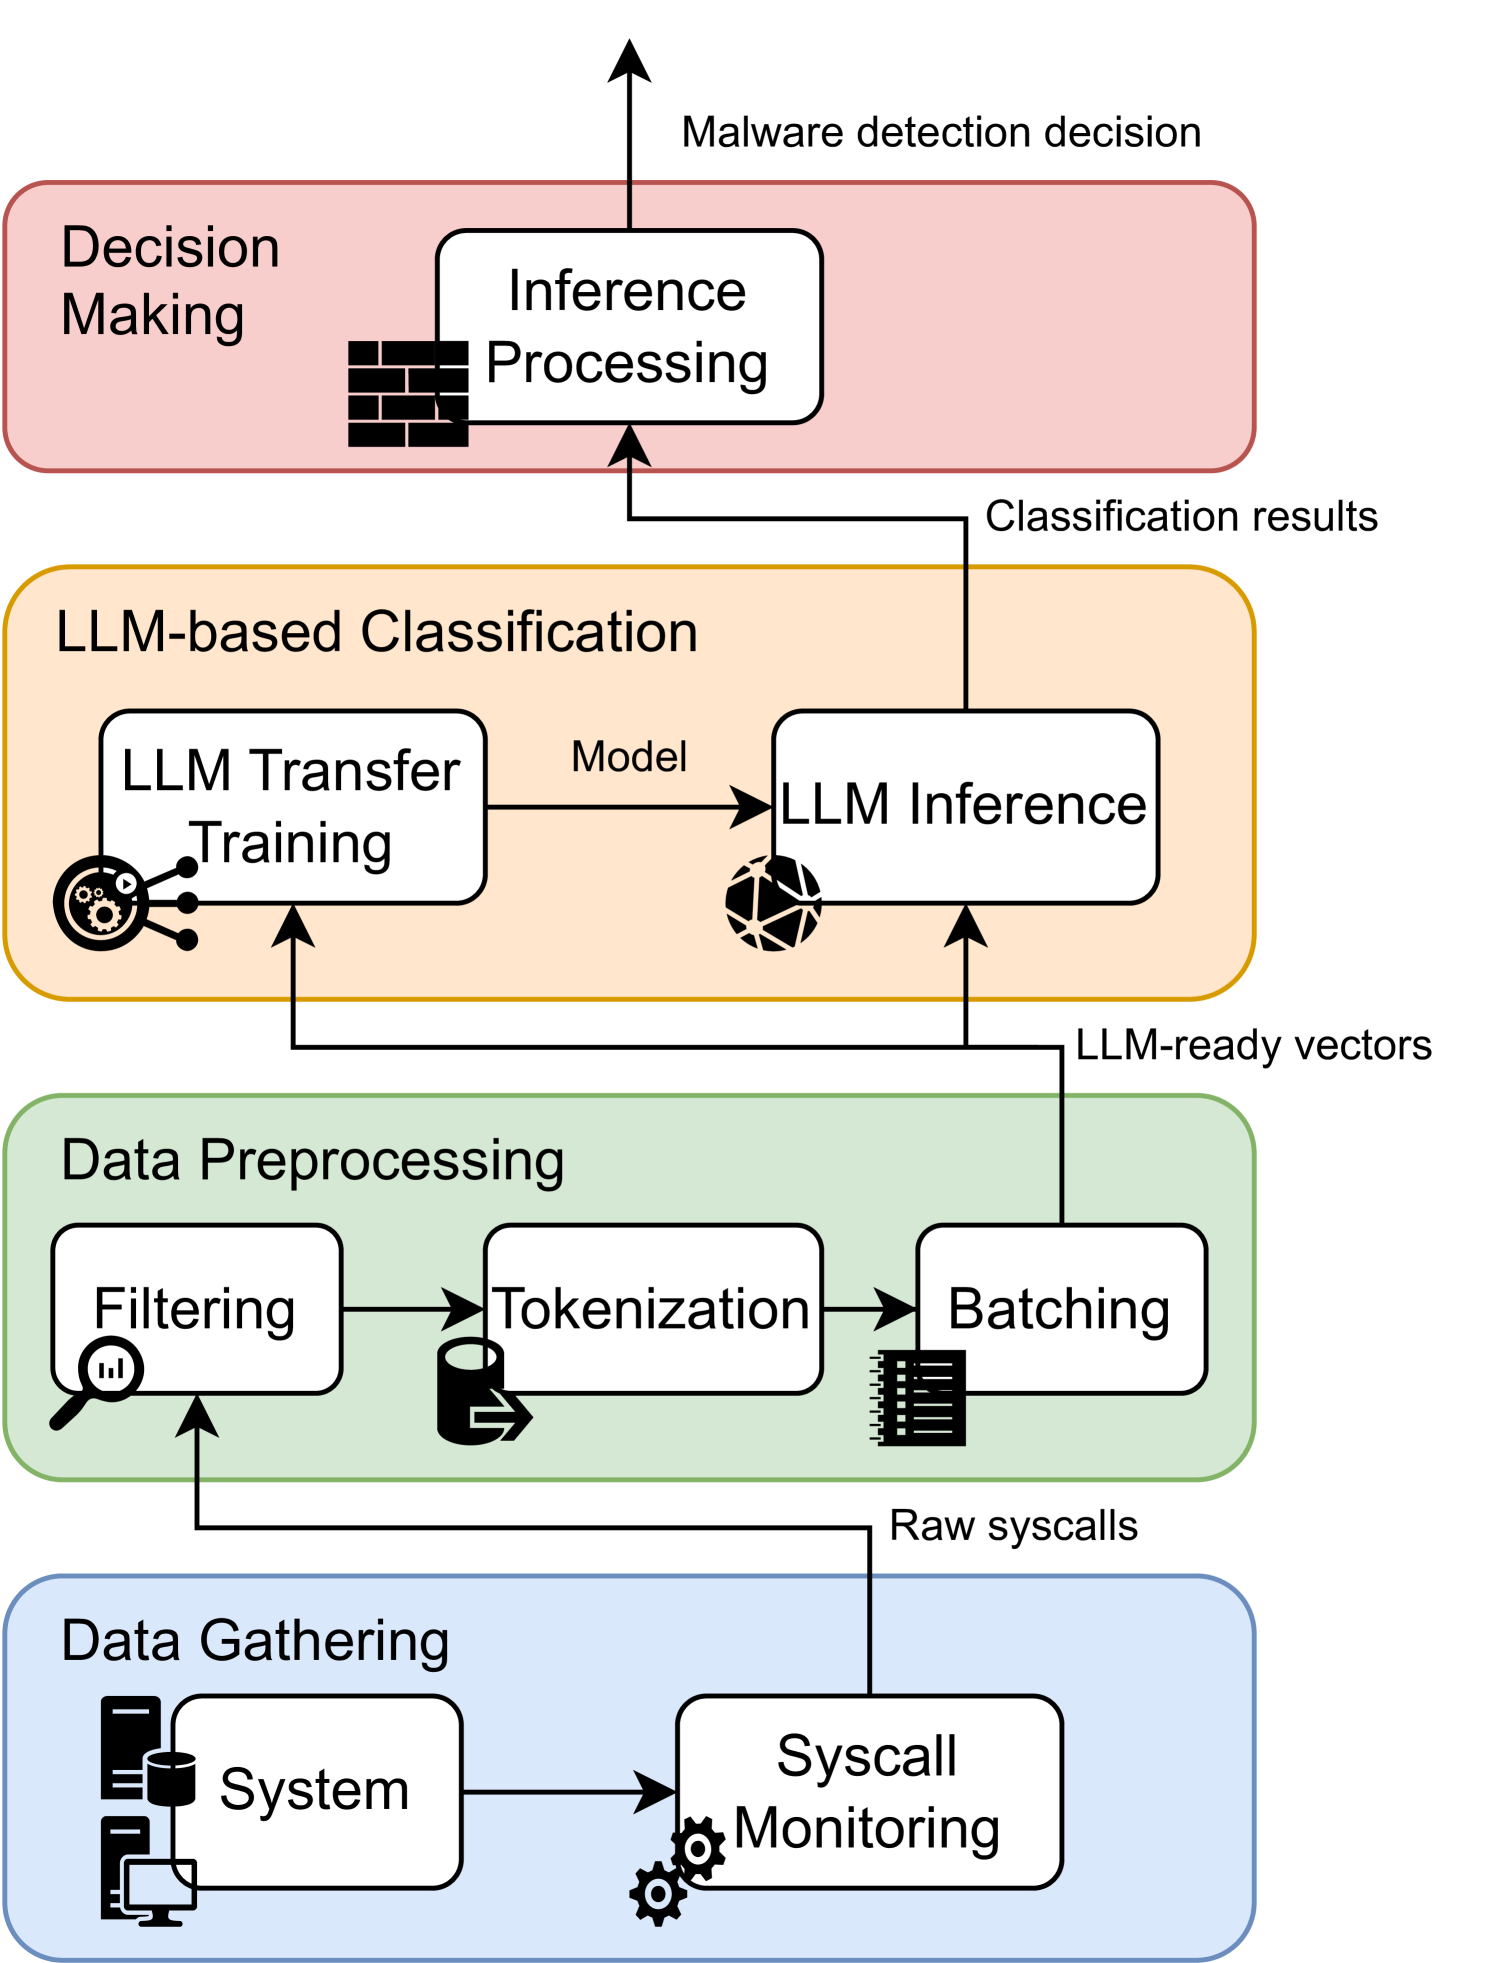 Malware detection decision
Decision
Making
Inference
Processing
Classification results
LLM-based Classification
LLM Transfer
Training
Model
LLM Inference
LLM-ready vectors
Data Preprocessing
Filtering
Tokenization
Batching
Raw syscalls
Data Gathering
System
Syscall
Monitoring